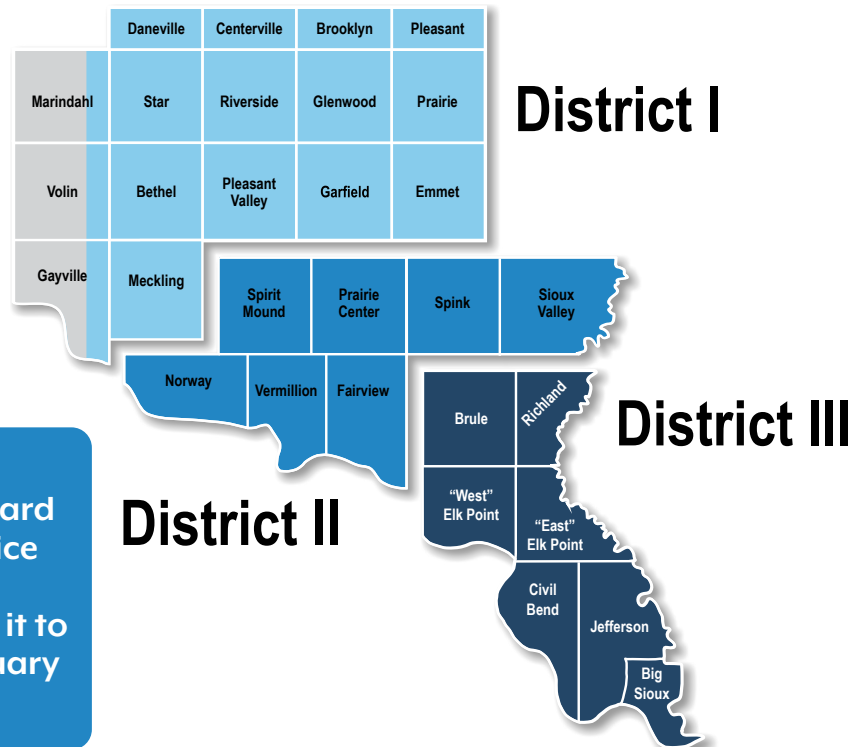 Daneville
Centerville
Brooklyn
Pleasant
Marindahl
Star
Riverside
Glenwood
Prairie
District I
Volin
Bethel
Pleasant
Valley
Garfield
Emmet
Gayville
Meckling
Spirit
Mound
Prairie
Center
Spink
Sioux
Valley
Norway
Vermillion
Fairview
Brule
Richland
District III
"West"
Elk Point
"East"
Elk Point
District II
Civil
Bend
Jefferson
Big
Sioux
ard
ice
it to
uary